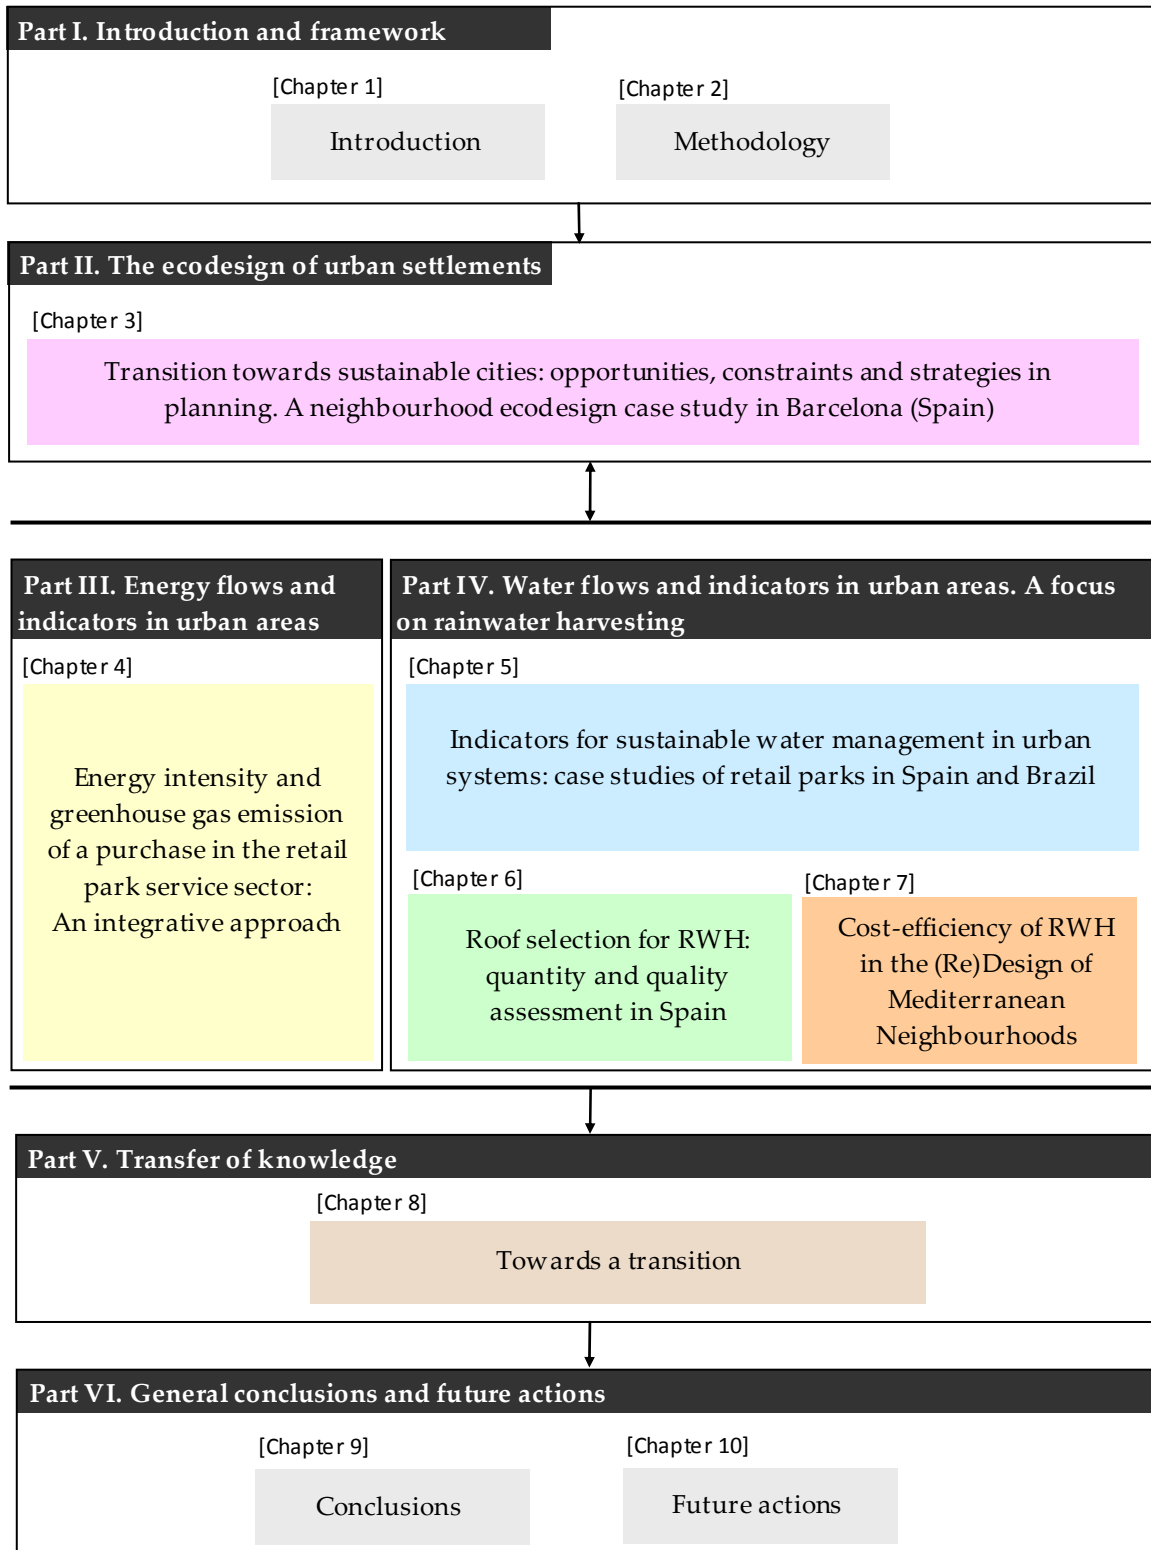 Part I. Introduction and framework
[Chapter 1]
[Chapter 2]
Introduction
Methodology
Part II. The ecodesign of urban settlements
[Chapter 3]
Transition towards sustainable cities: opportunities, constraints and strategies in
planning. A neighbourhood ecodesign case study in Barcelona (Spain)
Part III. Energy flows and
indicators in urban areas
[Chapter 4]
Energy intensity and
greenhouse gas emission
of a purchase in the retail
park service sector:
An integrative approach
Part IV. Water flows and indicators in urban areas. A focus
on rainwater harvesting
[Chapter 5]
Indicators for sustainable water management in urban
systems: case studies of retail parks in Spain and Brazil
[Chapter 6]
Roof selection for RWH:
quantity and quality
assessment in Spain
[Chapter 7]
Cost-efficiency of RWH
in the (Re)Design of
Mediterranean
Neighbourhoods
Part V. Transfer of knowledge
[Chapter 8]
Towards a transition
Part VI. General conclusions and future actions
[Chapter 9]
[Chapter 10]
Conclusions
Future actions